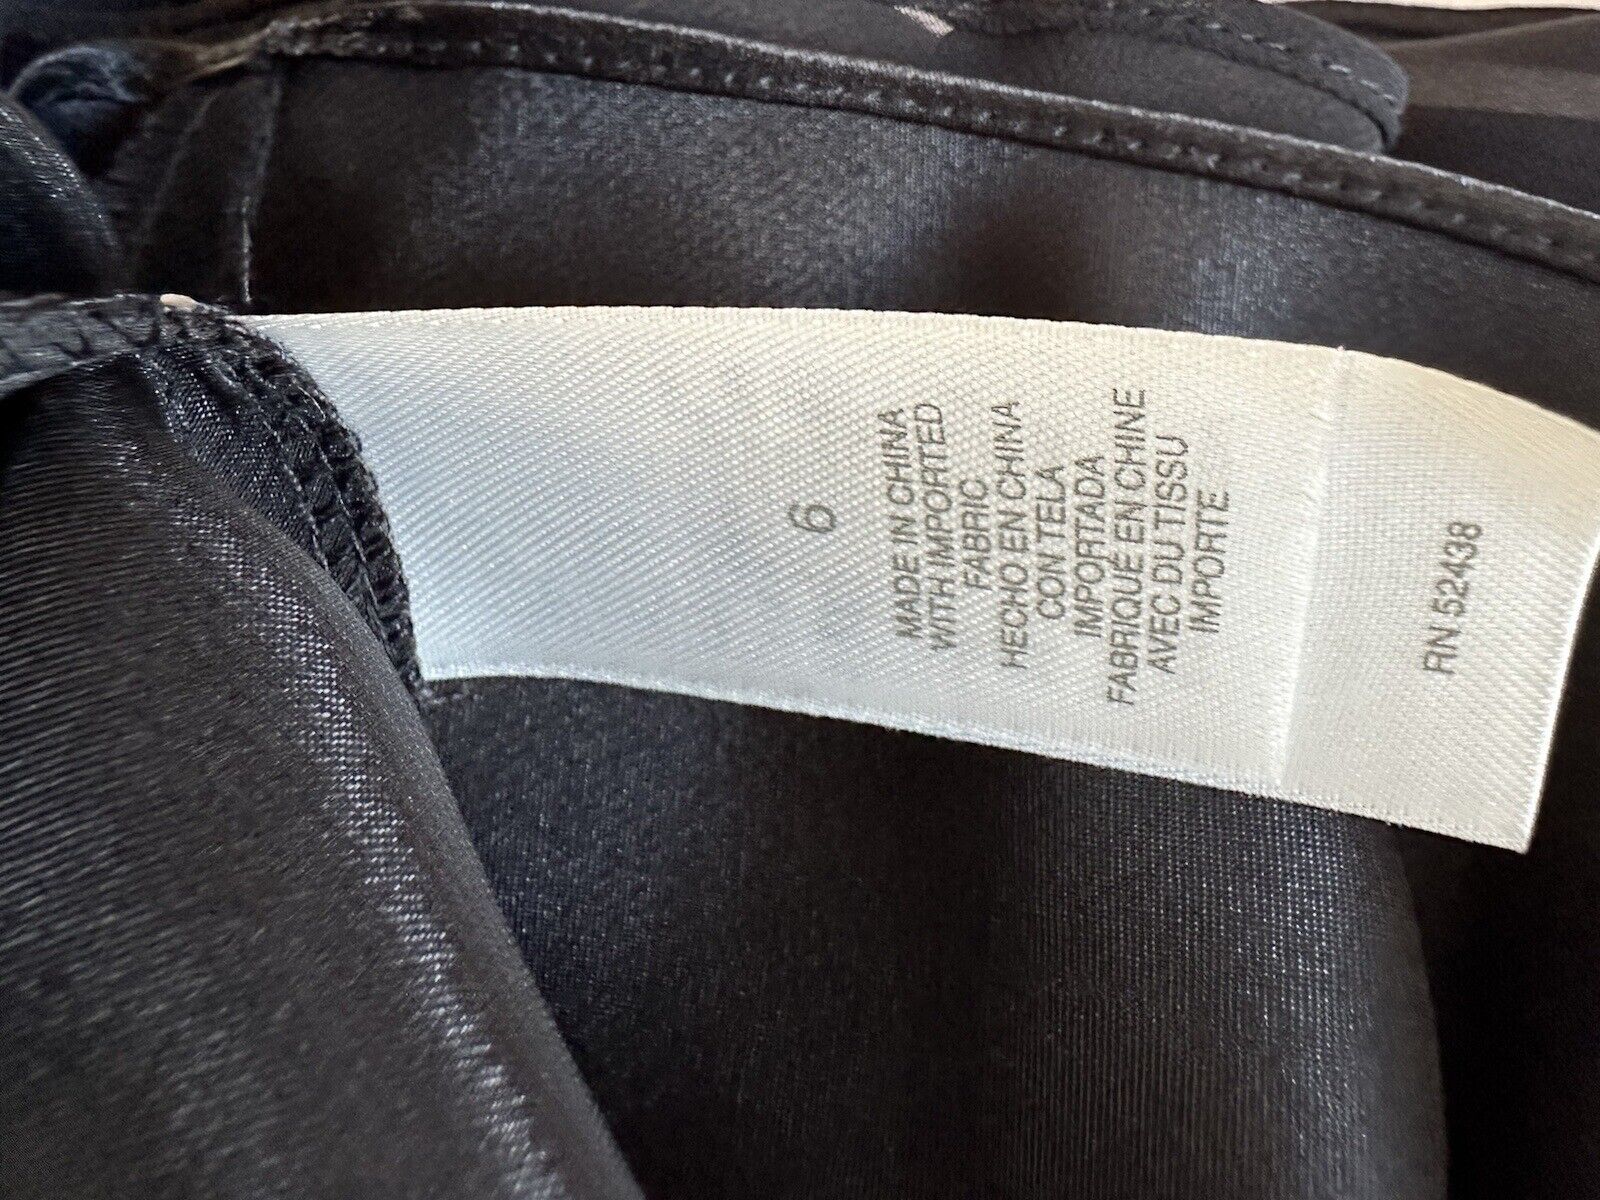 6
MADE IN CHINA
WITH IMPORTED
FABRIC.
HECHO EN CHINA
CON TELA
IMPORTADA
FABRIQUÉ EN CHINE
AVEC DU TISSU
IMPORTE
RN 52438